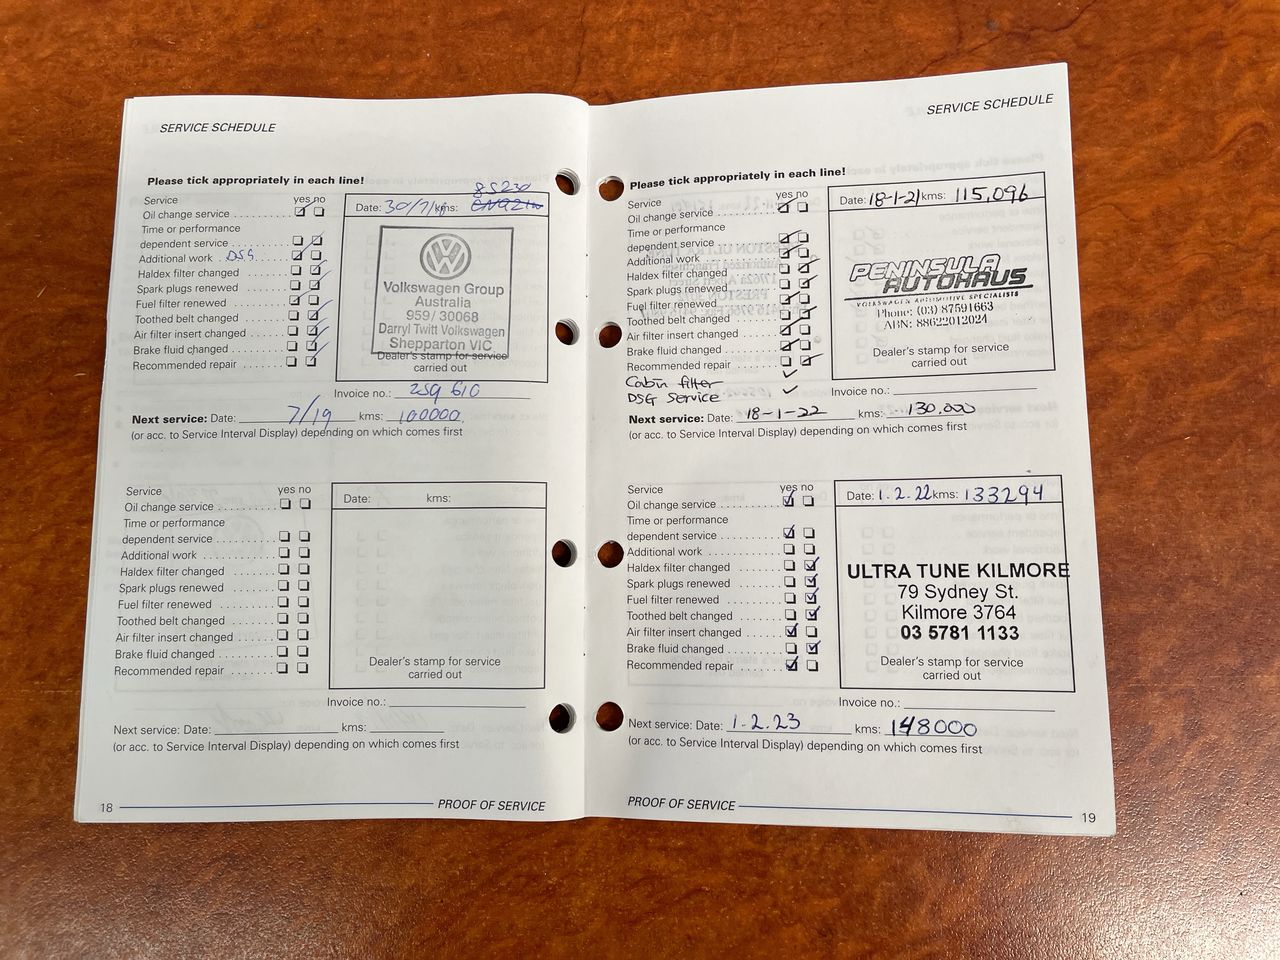 SERVICE SCHEDULE
Please tick appropriately in each line!
Service yes no
Oil change service
Time or performance
dependent service
Additional work DSG
Haldex filter changed
Spark plugs renewed
Fuel filter renewed
Toothed belt changed
Air filter insert changed
Brake fluid changed
Recommended repair
85230
Date: 30/7/18 kms:
Volkswagen Group
Australia
959/ 30068
Darryl Twitt Volkswagen
Shepparton VIC
Dealer's stamp for service
carried out
Invoice no.: 259 610
Next service: Date: 7/19 kms: 100000
(or acc. to Service Interval Display) depending on which comes first
Service yes no
Oil change service
Time or performance
dependent service
Additional work
Haldex filter changed
Spark plugs renewed
Fuel filter renewed
Toothed belt changed
Air filter insert changed
Brake fluid changed
Recommended repair
Date: kms:
Dealer's stamp for service
carried out
Invoice no.:
Next service: Date: kms:
(or acc. to Service Interval Display) depending on which comes first
18 PROOF OF SERVICE
SERVICE SCHEDULE
Please tick appropriately in each line!
Service yes no
Oil change service
Time or performance
dependent service
Additional work
Haldex filter changed
Spark plugs renewed
Fuel filter renewed
Toothed belt changed
Air filter insert changed
Brake fluid changed
Recommended repair
Cabin filter
DSG Service
Date: 18-1-21 kms: 115,096
PENINSULA
AUTOHAUS
VOLKSWAGEN AUTOMOTIVE SPECIALISTS
Phone: (03) 87591663
ABN: 88622012024
Dealer's stamp for service
carried out
Invoice no.:
Next service: Date: 18-1-22 kms: 130,000
(or acc. to Service Interval Display) depending on which comes first
Service yes no
Oil change service
Time or performance
dependent service
Additional work
Haldex filter changed
Spark plugs renewed
Fuel filter renewed
Toothed belt changed
Air filter insert changed
Brake fluid changed
Recommended repair
Date: 1.2.22 kms: 133294
ULTRA TUNE KILMORE
79 Sydney St.
Kilmore 3764
03 5781 1133
Dealer's stamp for service
carried out
Invoice no.:
Next service: Date: 1.2.23 kms: 148000
(or acc. to Service Interval Display) depending on which comes first
PROOF OF SERVICE 19